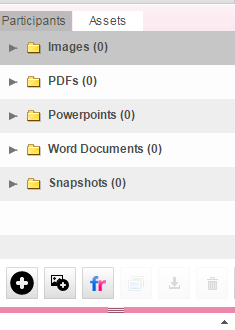 Participants Assets
Images (0)
PDFs (0)
Powerpoints (0)
Word Documents (0)
Snapshots (0)
fr